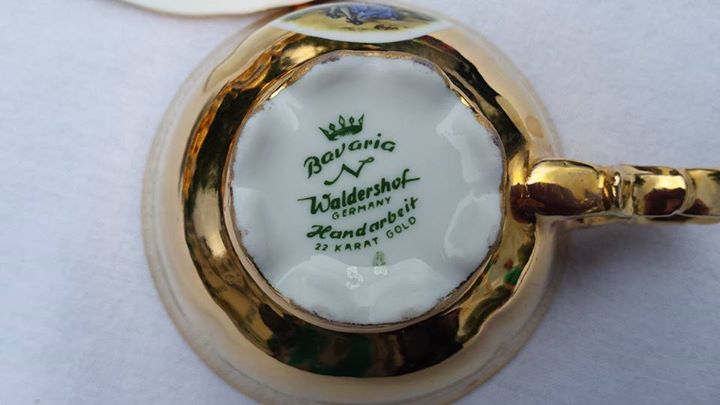 Bavaria
N
Waldershof
GERMANY
Handarbeit
22 KARAT GOLD